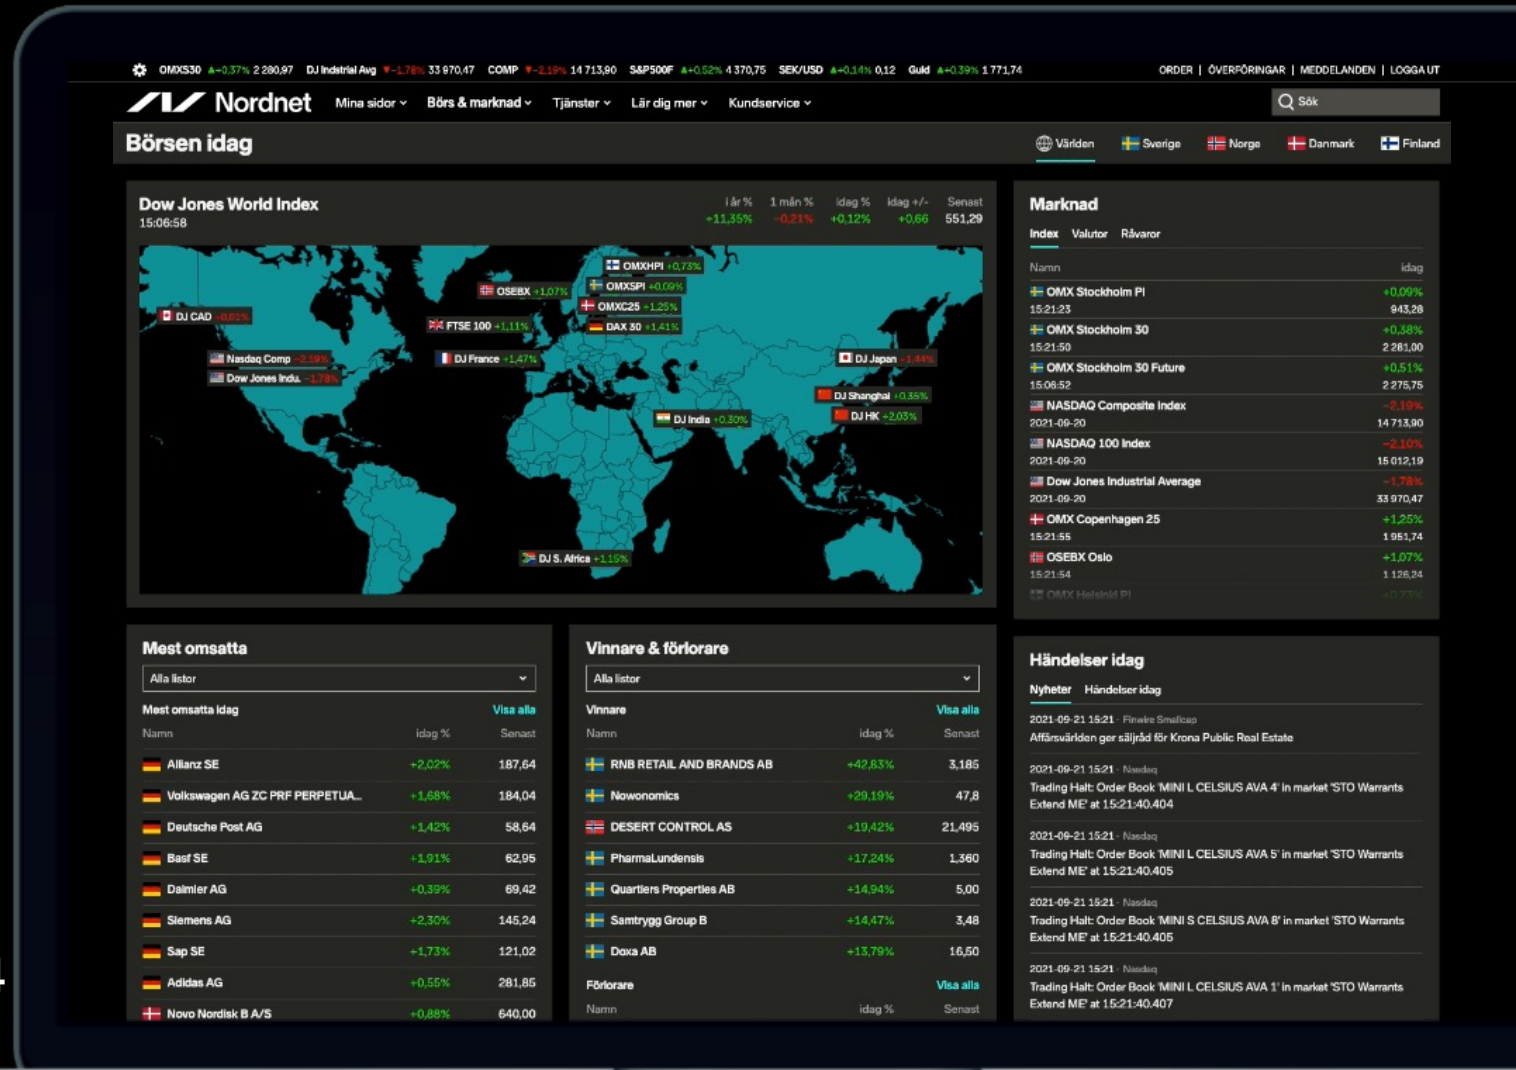 OMXS30 ▲+0,37% 2 280,97 DJ Indstrial Avg ▼-1,78% 33 970,47 COMP ▼-2,19% 14 713,90 S&P500F ▲+0,52% 4 370,75 SEK/USD ▲+0,14% 0,12 Guld ▲+0,39% 1 771,74 ORDER | ÖVERFÖRINGAR | MEDDELANDEN | LOGGA UT
Nordnet Mina sidor Börs & marknad Tjänster Lär dig mer Kundservice Sök
Börsen idag Världen Sverige Norge Danmark Finland
Dow Jones World Index
15:06:58
I år % 1 mån % Idag % Idag +/- Senast
+11,35% -0,21% +0,12% +0,66 551,29
OMXHPI +0,73%
OSEBX +1,07% OMXSPI +0,09%
OMXC25 +1,25%
DJ CAD -0,01%
FTSE 100 +1,11% DAX 30 +1,41%
Nasdaq Comp -2,19% DJ France +1,47% DJ Japan -1,44%
Dow Jones Indu. -1,78%
DJ Shanghai +0,35%
DJ India +0,30% DJ HK +2,03%
DJ S. Africa +1,15%
Marknad
Index Valutor Råvaror
Namn idag
OMX Stockholm PI +0,09%
15:21:23 943,28
OMX Stockholm 30 +0,38%
15:21:50 2 281,00
OMX Stockholm 30 Future +0,51%
15:06:52 2 275,75
NASDAQ Composite Index -2,19%
2021-09-20 14 713,90
NASDAQ 100 Index -2,10%
2021-09-20 15 012,19
Dow Jones Industrial Average -1,78%
2021-09-20 33 970,47
OMX Copenhagen 25 +1,25%
15:21:55 1 951,74
OSEBX Oslo +1,07%
15:21:54 1 126,24
OMX Helsinki PI +0,73%
Mest omsatta
Alla listor
Mest omsatta idag Visa alla
Namn idag % Senast
Allianz SE +2,02% 187,64
Volkswagen AG ZC PRF PERPETUA... +1,68% 184,04
Deutsche Post AG +1,42% 58,64
Basf SE +1,91% 62,95
Daimler AG +0,39% 69,42
Siemens AG +2,30% 145,24
Sap SE +1,73% 121,02
Adidas AG +0,55% 281,85
Novo Nordisk B A/S +0,88% 640,00
Vinnare & förlorare
Alla listor
Vinnare Visa alla
Namn idag % Senast
RNB RETAIL AND BRANDS AB +42,83% 3,185
Nowonomics +29,19% 47,8
DESERT CONTROL AS +19,42% 21,495
PharmaLundensis +17,24% 1,360
Quartiers Properties AB +14,94% 5,00
Samtrygg Group B +14,47% 3,48
Doxa AB +13,79% 16,50
Förlorare Visa alla
Namn idag % Senast
Händelser idag
Nyheter Händelser idag
2021-09-21 15:21 · Finwire Smallcap
Affärsvärlden ger säljråd för Krona Public Real Estate
2021-09-21 15:21 · Nasdaq
Trading Halt: Order Book 'MINI L CELSIUS AVA 4' in market 'STO Warrants
Extend ME' at 15:21:40.404
2021-09-21 15:21 · Nasdaq
Trading Halt: Order Book 'MINI L CELSIUS AVA 5' in market 'STO Warrants
Extend ME' at 15:21:40.405
2021-09-21 15:21 · Nasdaq
Trading Halt: Order Book 'MINI S CELSIUS AVA 8' in market 'STO Warrants
Extend ME' at 15:21:40.405
2021-09-21 15:21 · Nasdaq
Trading Halt: Order Book 'MINI L CELSIUS AVA 1' in market 'STO Warrants
Extend ME' at 15:21:40.407